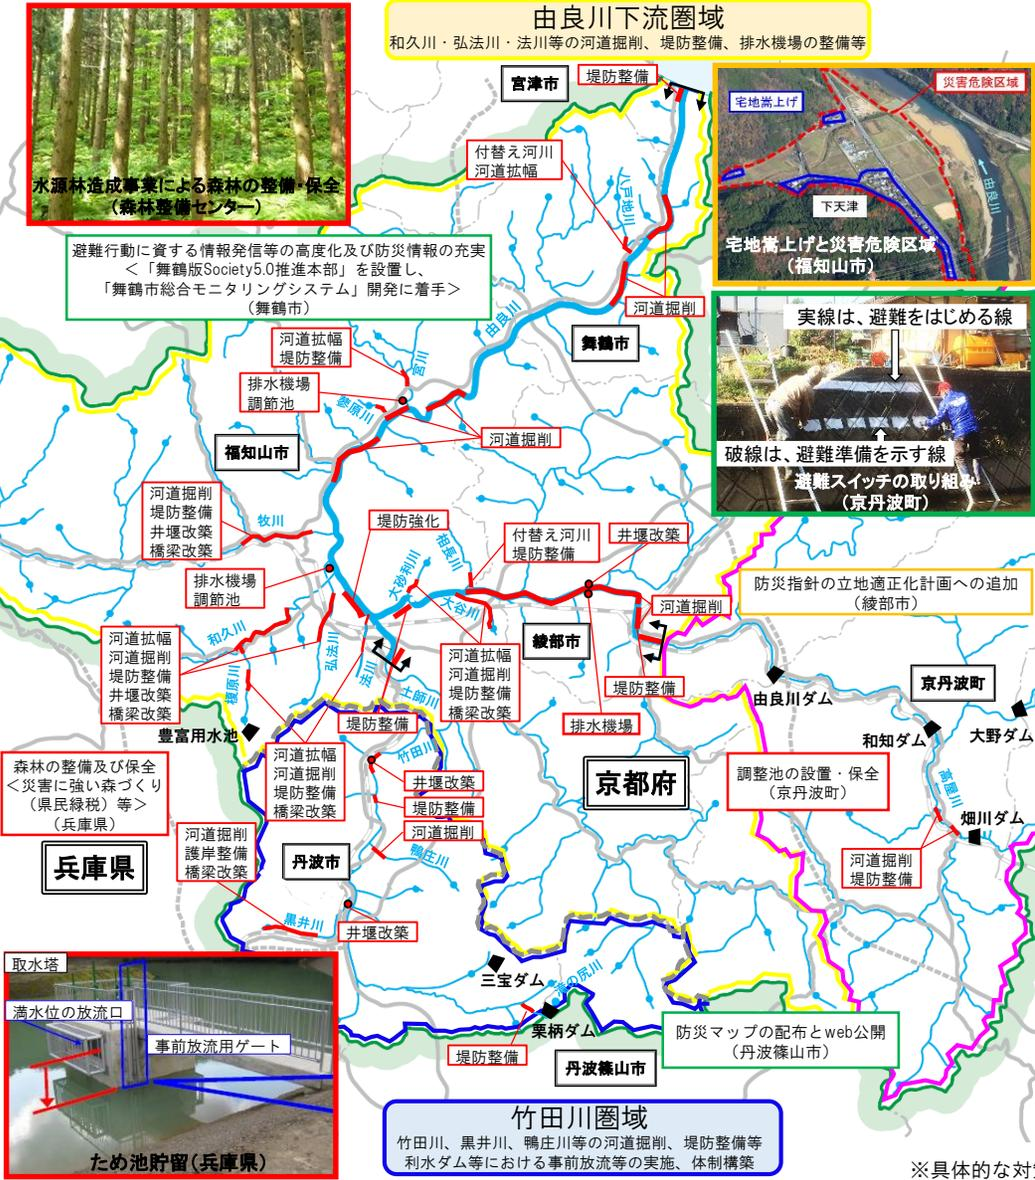 由良川下流圏域
和久川・弘法川・法川等の河道掘削、堤防整備、排水機場の整備等
水源林造成事業による森林の整備・保全
(森林整備センター)
宮津市
堤防整備
災害危険区域
宅地嵩上げ
由良川
下天津
宅地嵩上げと災害危険区域
(福知山市)
付替え河川
河道拡幅
八戸地川
避難行動に資する情報発信等の高度化及び防災情報の充実
<「舞鶴版Society5.0推進本部」を設置し、
「舞鶴市総合モニタリングシステム」開発に着手>
(舞鶴市)
河道掘削
由良川
舞鶴市
実線は、避難をはじめる線
破線は、避難準備を示す線
避難スイッチの取り組み
(京丹波町)
河道拡幅
堤防整備
宮川
排水機場
調節池
蓼原川
河道掘削
福知山市
河道掘削
堤防整備
井堰改築
橋梁改築
牧川
堤防強化
相長川
付替え河川
堤防整備
井堰改築
大砂利川
排水機場
調節池
大谷川
河道掘削
防災指針の立地適正化計画への追加
(綾部市)
和久川
河道拡幅
河道掘削
堤防整備
井堰改築
橋梁改築
弘法川
法川
榎原川
土師川
綾部市
河道拡幅
河道掘削
堤防整備
橋梁改築
堤防整備
由良川ダム
京丹波町
豊富用水池
堤防整備
排水機場
和知ダム
大野ダム
河道拡幅
河道掘削
堤防整備
橋梁改築
竹田川
井堰改築
堤防整備
河道掘削
鴨庄川
京都府
調整池の設置・保全
(京丹波町)
高屋川
畑川ダム
河道掘削
堤防整備
森林の整備及び保全
<災害に強い森づくり
(県民緑税)等>
(兵庫県)
兵庫県
河道掘削
護岸整備
橋梁改築
丹波市
黒井川
井堰改築
三宝ダム
滝の尻川
栗柄ダム
堤防整備
丹波篠山市
防災マップの配布とweb公開
(丹波篠山市)
取水塔
満水位の放流口
事前放流用ゲート
ため池貯留(兵庫県)
竹田川圏域
竹田川、黒井川、鴨庄川等の河道掘削、堤防整備等
利水ダム等における事前放流等の実施、体制構築
※具体的な対